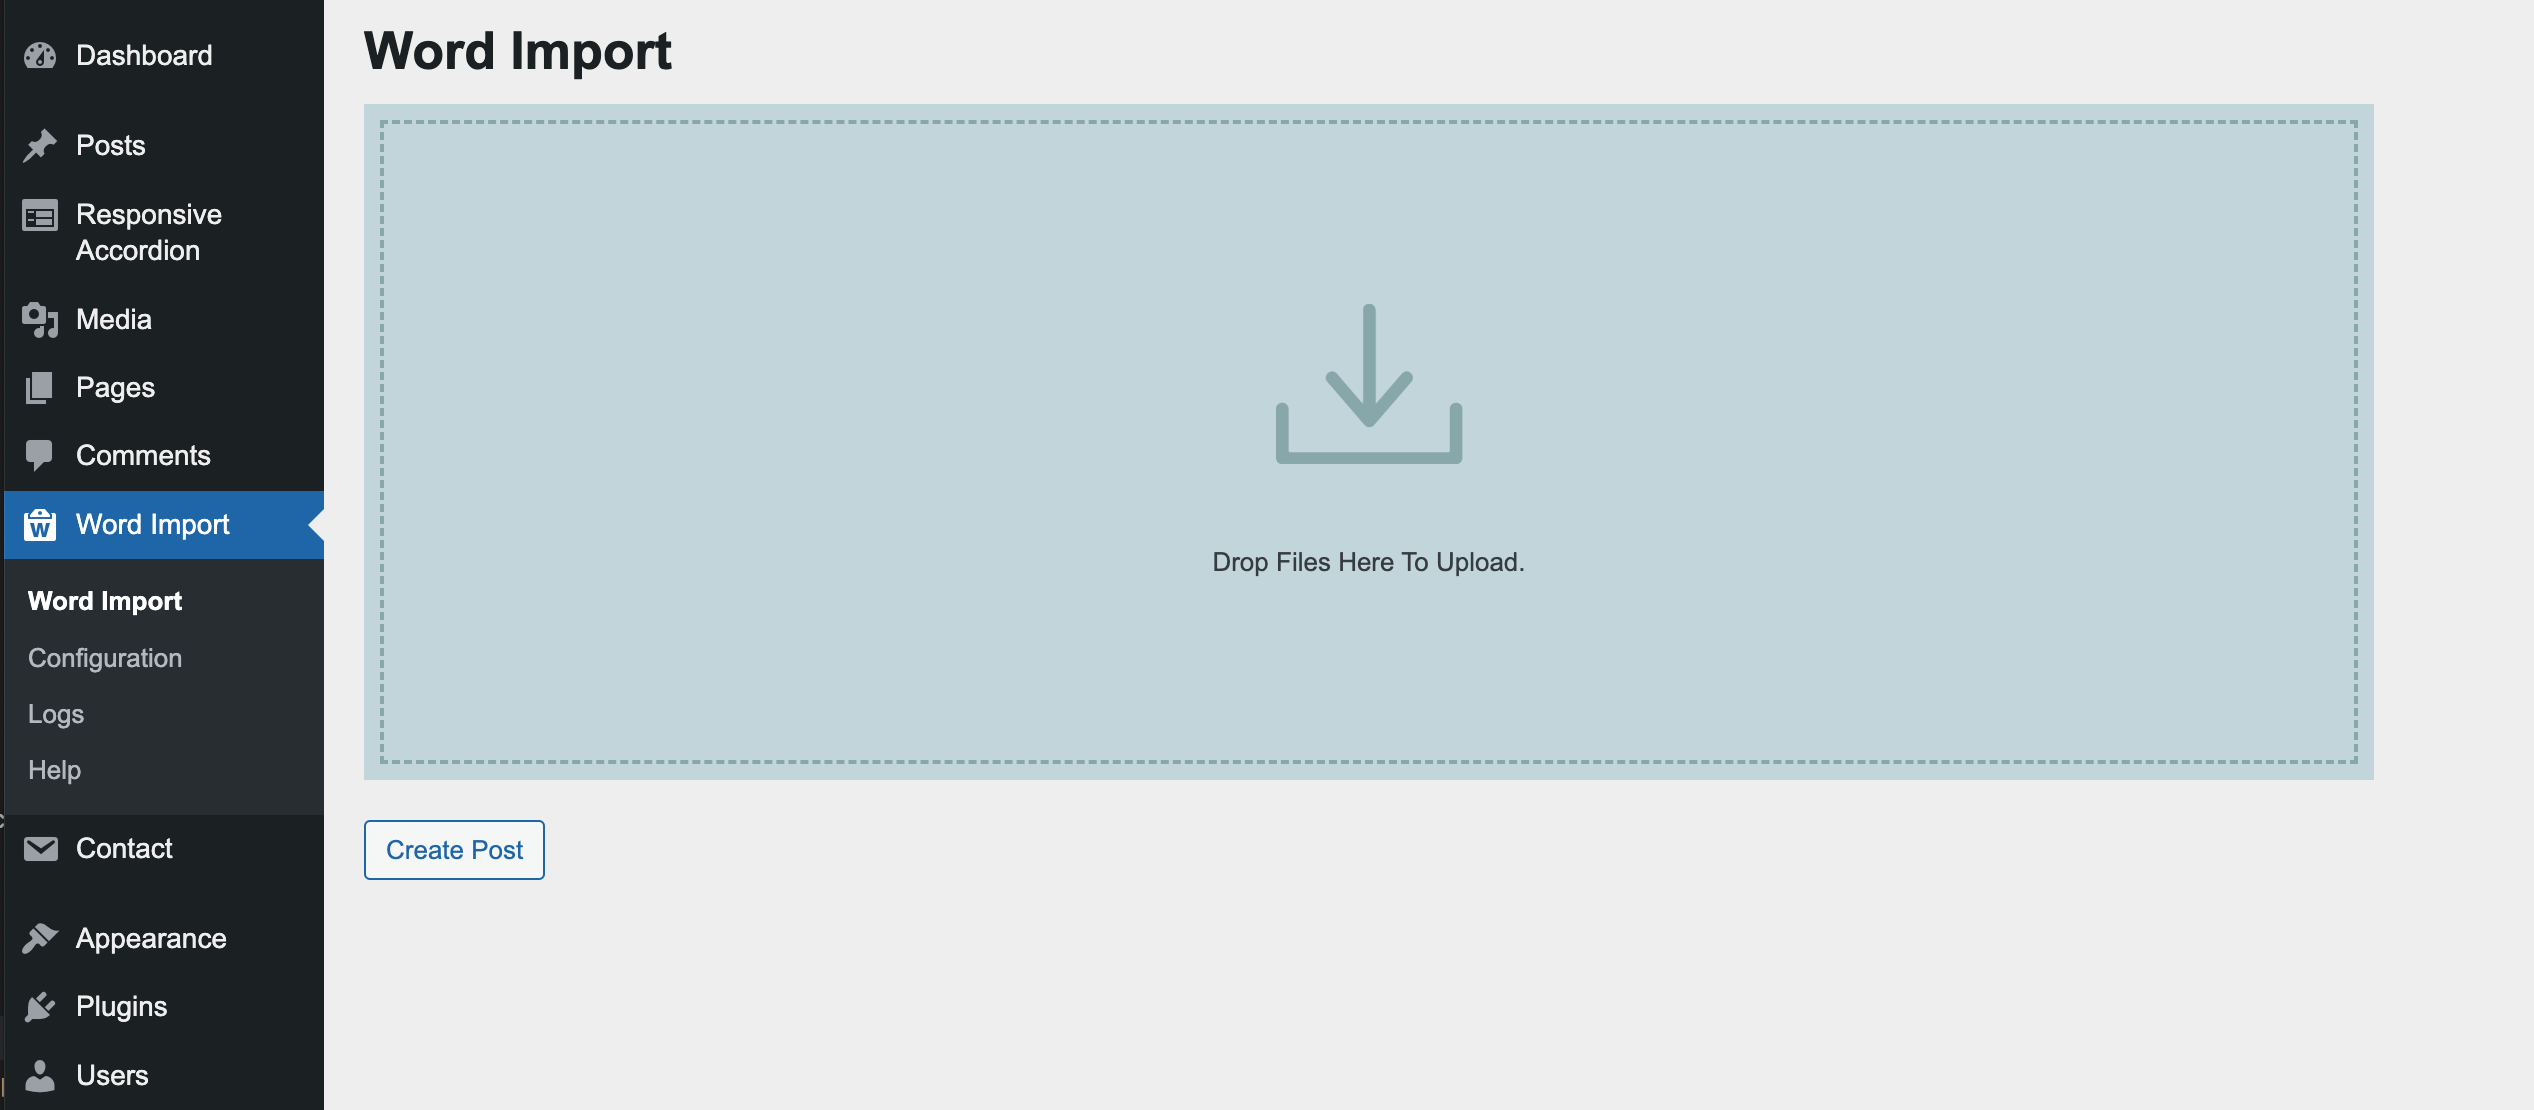 Dashboard
Posts
Responsive
Accordion
Media
Pages
Comments
Word Import
Word Import
Configuration
Logs
Help
Contact
Appearance
Plugins
Users
Word Import
Drop Files Here To Upload.
Create Post